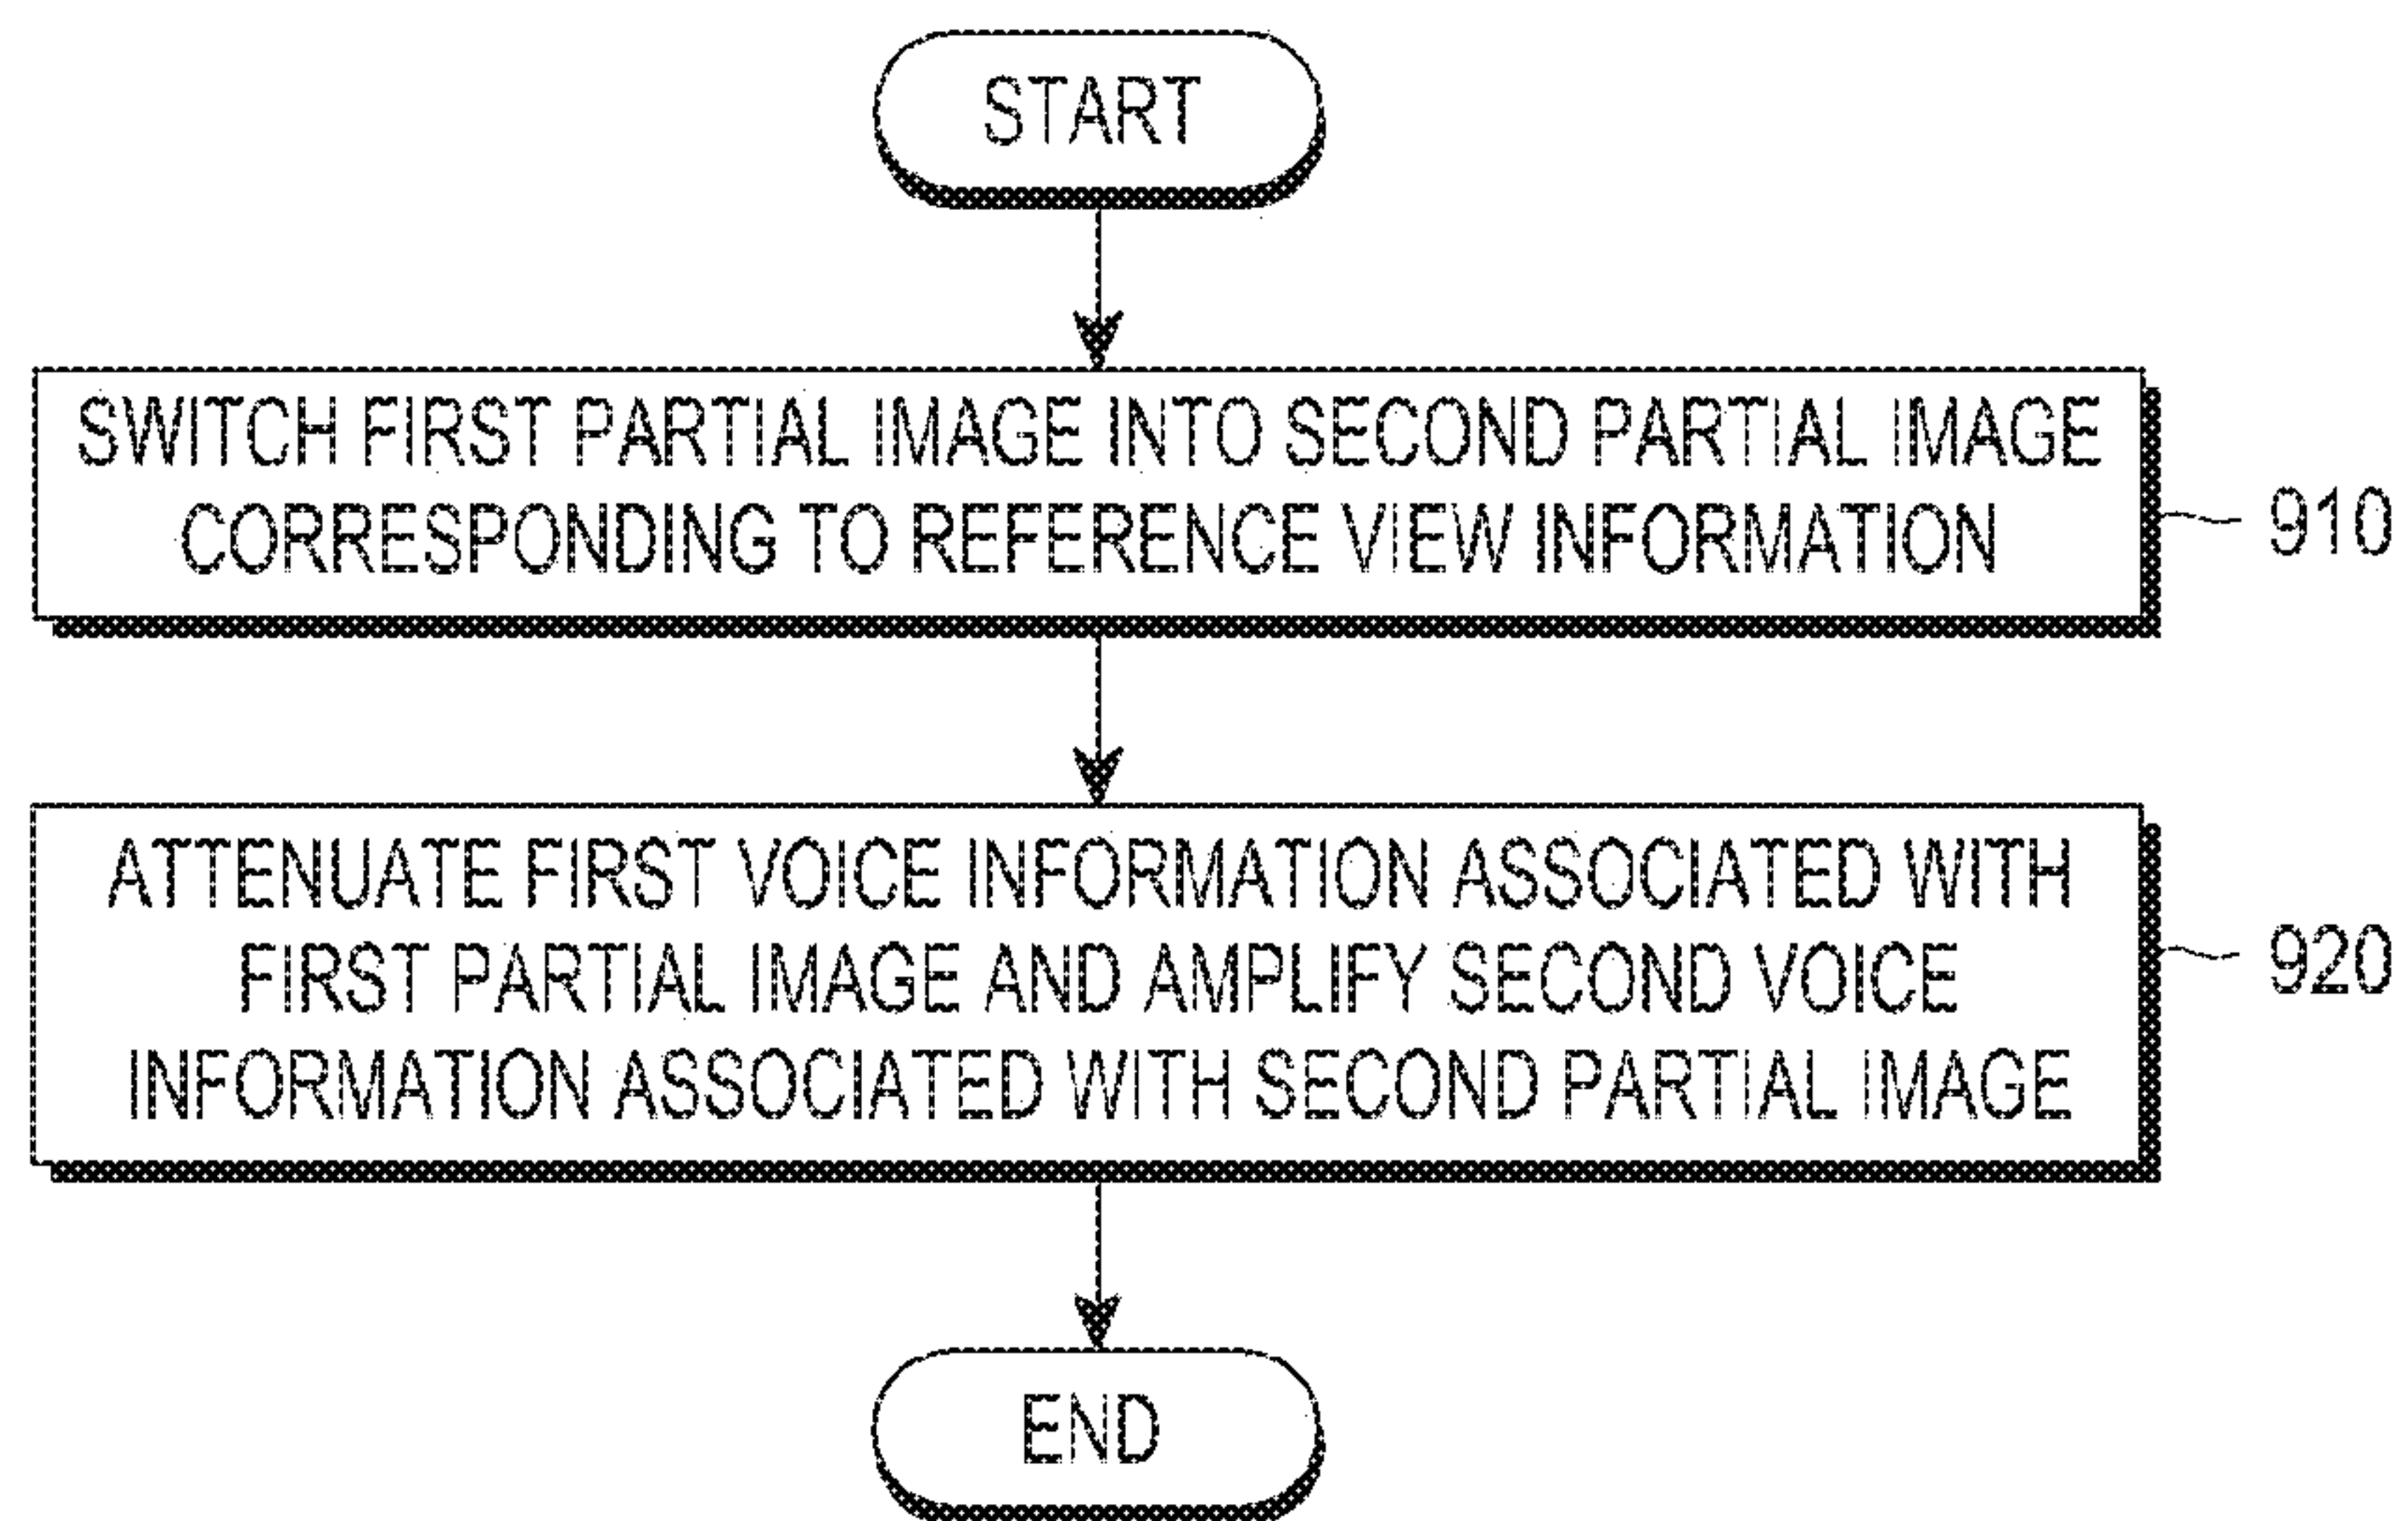 START
SWITCH FIRST PARTIAL IMAGE INTO SECOND PARTIAL IMAGE
CORRESPONDING TO REFERENCE VIEW INFORMATION
910
ATTENUATE FIRST VOICE INFORMATION ASSOCIATED WITH
FIRST PARTIAL IMAGE AND AMPLIFY SECOND VOICE
INFORMATION ASSOCIATED WITH SECOND PARTIAL IMAGE
920
END